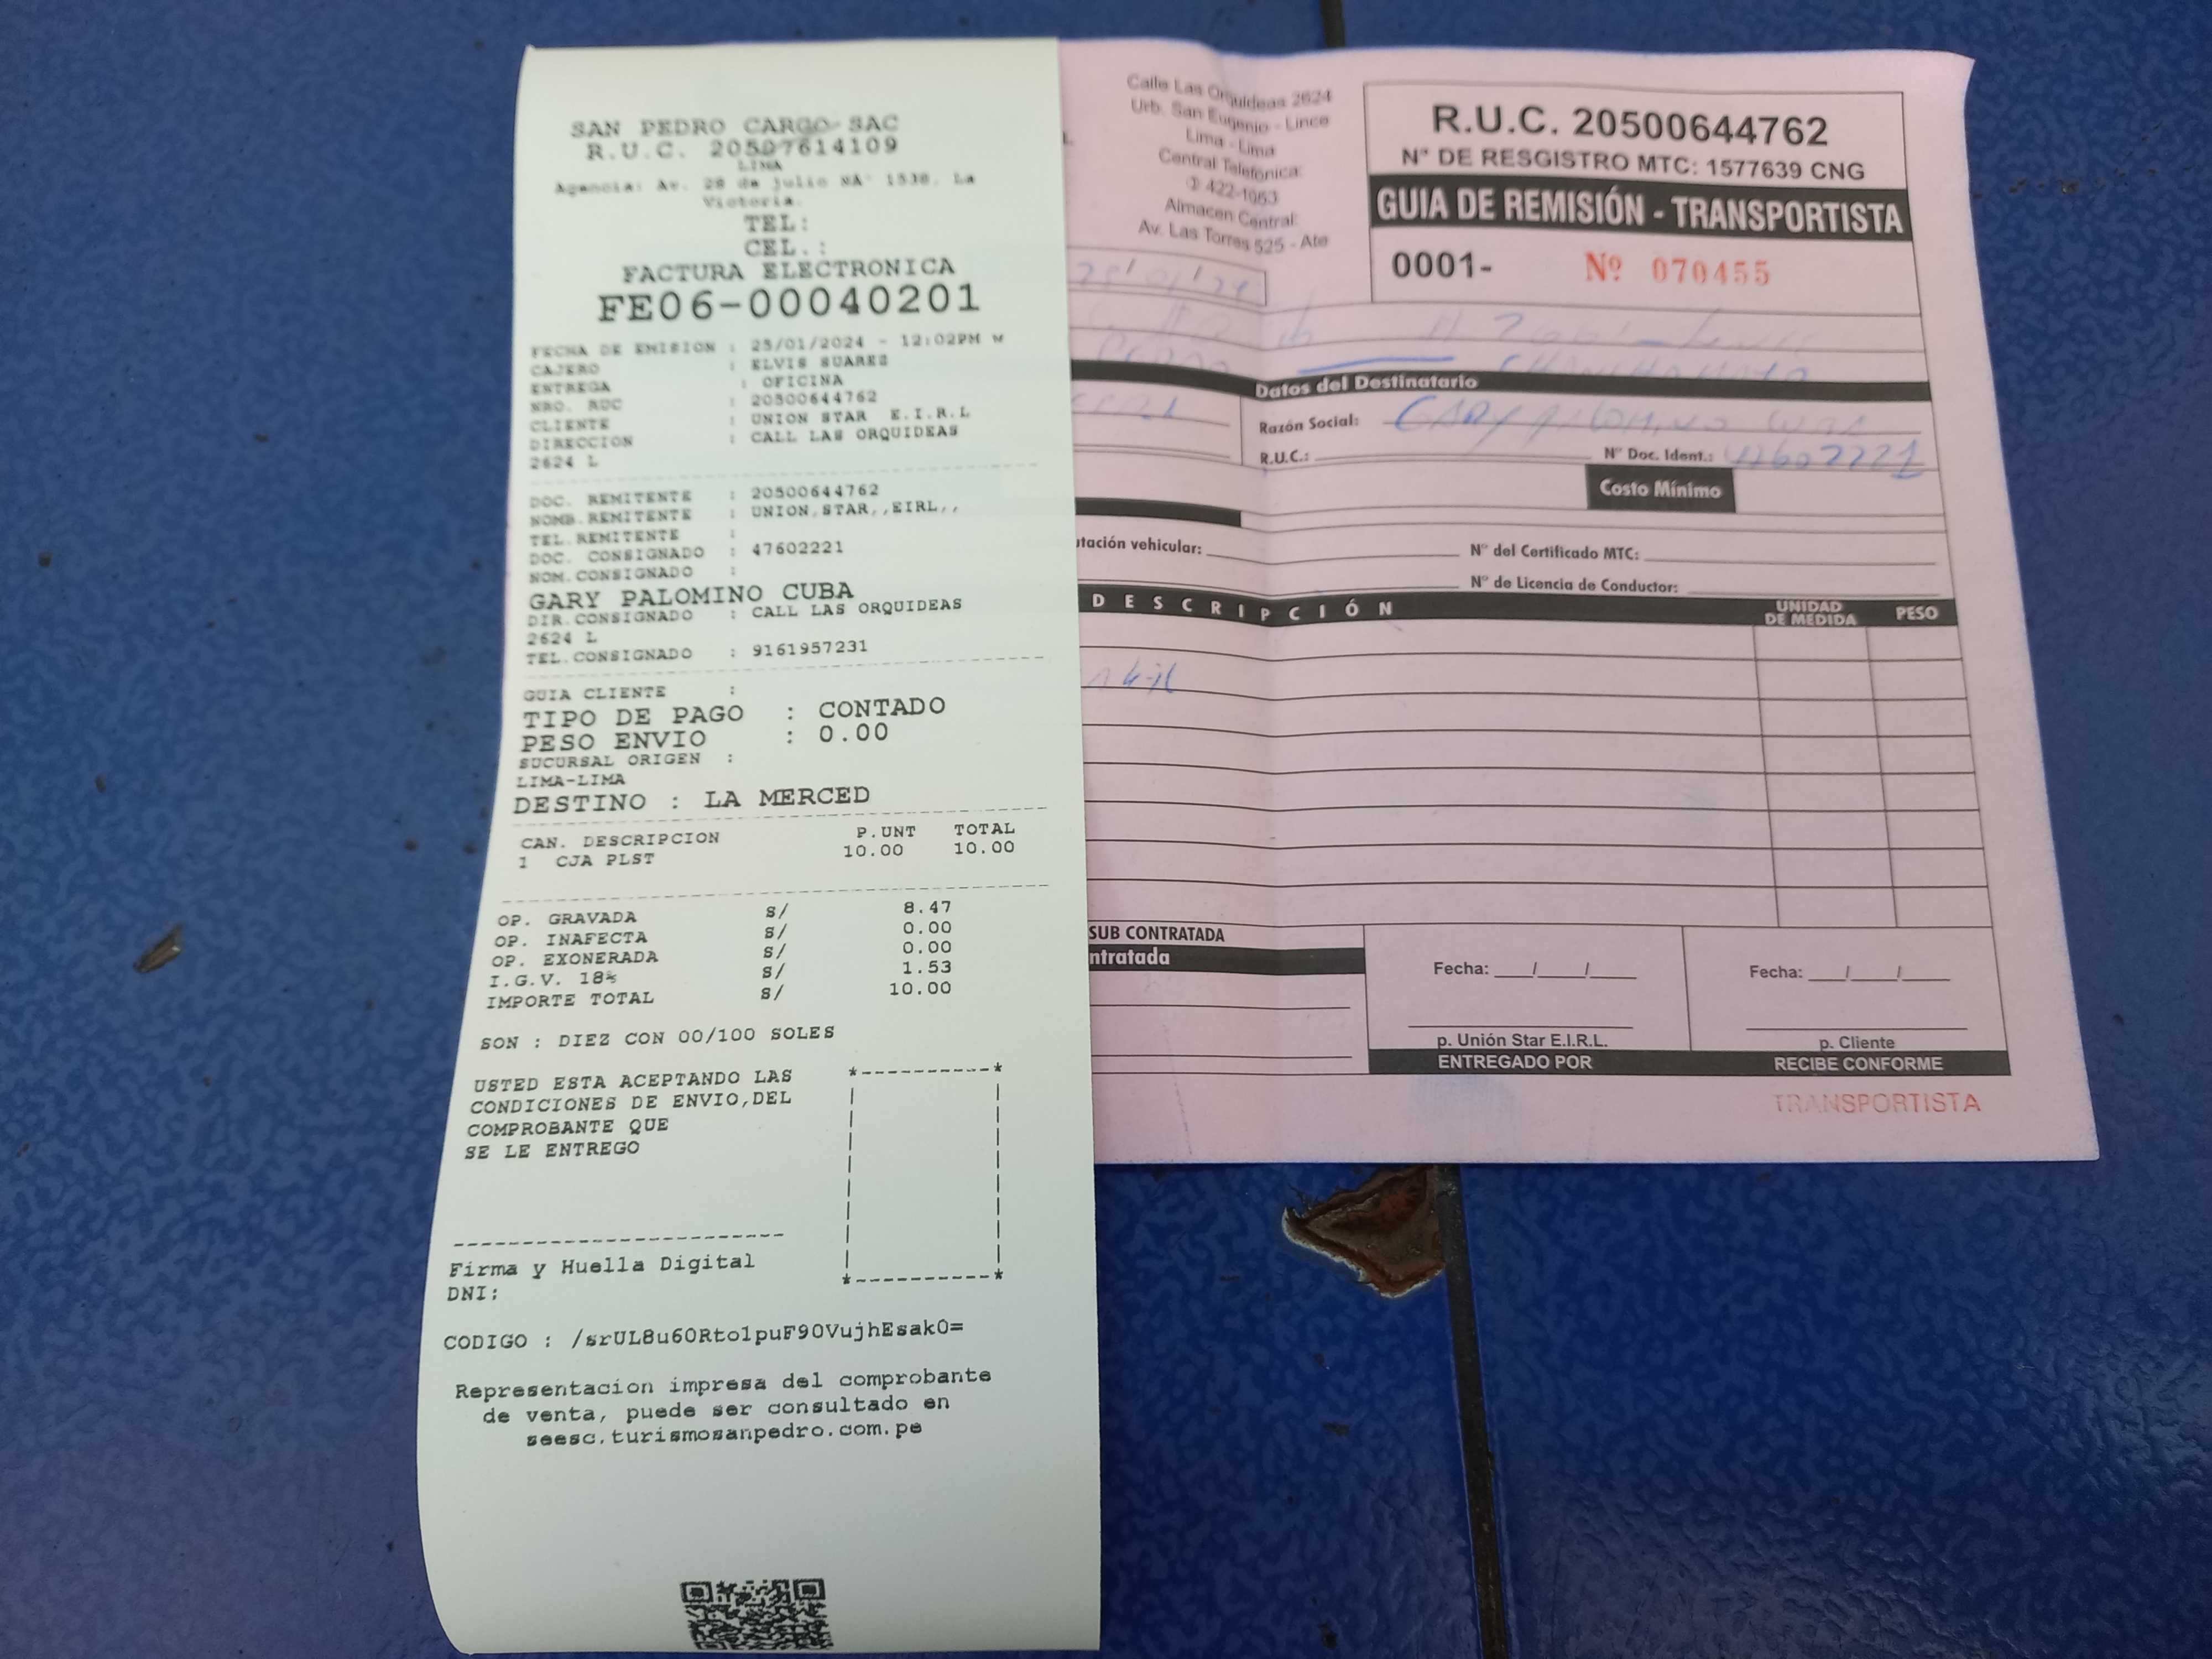 SAN PEDRO CARGO SAC
R.U.C. 20507614109
LIMA
Agencia: Av. 28 de julio NA° 1538. La
Victoria.
TEL:
CEL.:
FACTURA ELECTRONICA
FE06-00040201
FECHA DE EMISION : 25/01/2024 - 12:02PM
CAJERO : ELVIS SUAREZ
ENTREGA : OFICINA
NRO. RUC : 20500644762
CLIENTE : UNION STAR E.I.R.L
DIRECCION : CALL LAS ORQUIDEAS
2624 L
DOC. REMITENTE : 20500644762
NOMB.REMITENTE : UNION,STAR,,EIRL,,
TEL.REMITENTE :
DOC. CONSIGNADO : 47602221
NOM.CONSIGNADO :
GARY PALOMINO CUBA
DIR.CONSIGNADO : CALL LAS ORQUIDEAS
2624 L
TEL.CONSIGNADO : 9161957231
GUIA CLIENTE :
TIPO DE PAGO : CONTADO
PESO ENVIO : 0.00
SUCURSAL ORIGEN :
LIMA-LIMA
DESTINO : LA MERCED
CAN. DESCRIPCION P.UNT TOTAL
1 CJA PLST 10.00 10.00
OP. GRAVADA S/ 8.47
OP. INAFECTA S/ 0.00
OP. EXONERADA S/ 0.00
I.G.V. 18% S/ 1.53
IMPORTE TOTAL S/ 10.00
SON : DIEZ CON 00/100 SOLES
USTED ESTA ACEPTANDO LAS
CONDICIONES DE ENVIO,DEL
COMPROBANTE QUE
SE LE ENTREGO
Firma y Huella Digital
DNI:
CODIGO : /srUL8u60Rto1puF90VujhEsak0=
Representacion impresa del comprobante
de venta, puede ser consultado en
seesc.turismosanpedro.com.pe
Calle Las Orquideas 2624
Urb. San Eugenio - Lince
Lima - Lima
Central Telefónica:
422-1953
Almacen Central:
Av. Las Torres 525 - Ate
R.U.C. 20500644762
N° DE RESGISTRO MTC: 1577639 CNG
GUIA DE REMISIÓN - TRANSPORTISTA
0001- Nº 070455
Datos del Destinatario
Razón Social: GARY PALOMINO
R.U.C.: N° Doc. Ident.: 47602221
Costo Mínimo
tación vehicular: N° del Certificado MTC:
N° de Licencia de Conductor:
DESCRIPCIÓN UNIDAD DE MEDIDA PESO
SUB CONTRATADA
ntratada
Fecha: / / Fecha: / /
p. Unión Star E.I.R.L. p. Cliente
ENTREGADO POR RECIBE CONFORME
TRANSPORTISTA